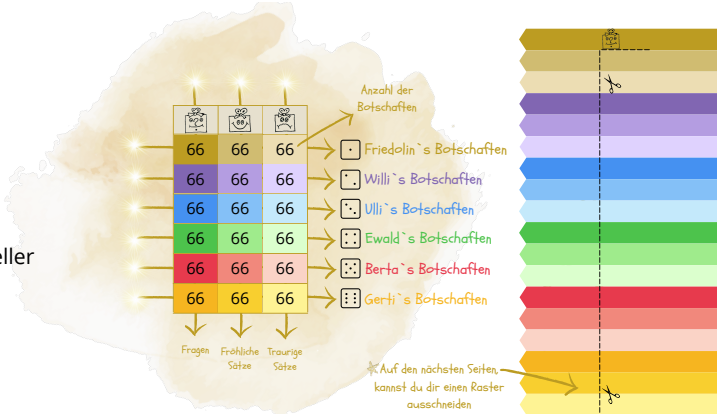 Anzahl der
Botschaften
66 66 66 Friedolin`s Botschaften
66 66 66 Willi`s Botschaften
66 66 66 Ulli`s Botschaften
66 66 66 Ewald`s Botschaften
eller
66 66 66 Berta`s Botschaften
66 66 66 Gerti`s Botschaften
Fragen Fröhliche Traurige
Sätze Sätze
Auf den nächsten Seiten,
kannst du dir einen Raster
ausschneiden